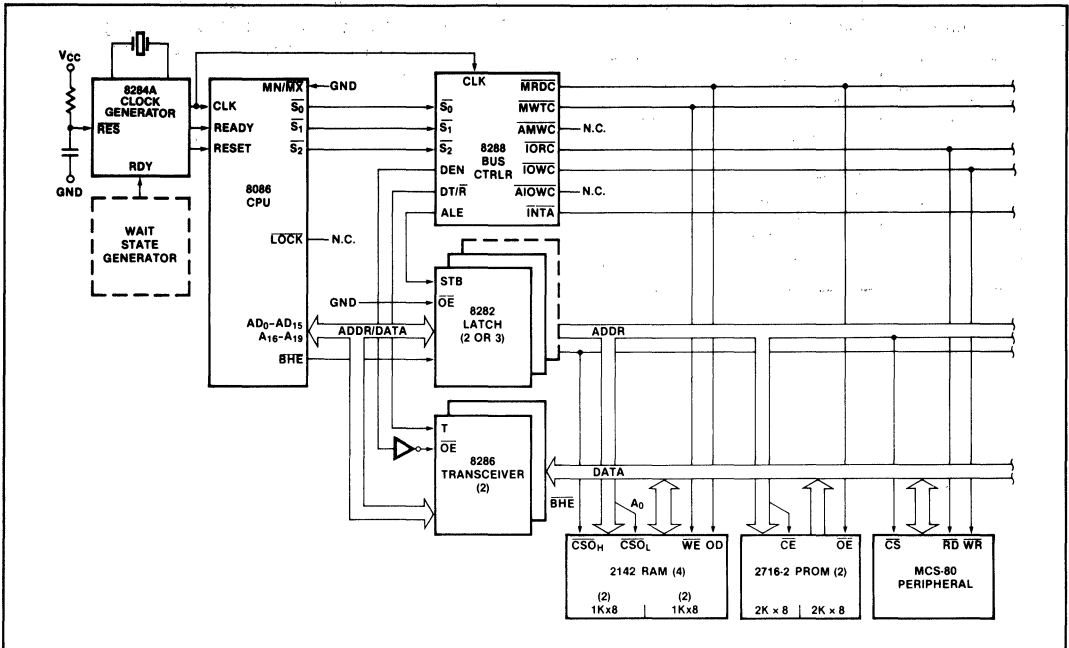 VCC
8284A
CLOCK
GENERATOR
RES
RDY
GND
WAIT
STATE
GENERATOR
MN/MX
GND
CLK
READY
RESET
S0
S1
S2
8086
CPU
LOCK
N.C.
AD0-AD15
A16-A19
BHE
ADDR/DATA
CLK
S0
S1
S2
DEN
DT/R
ALE
8288
BUS
CTRLR
MRDC
MWTC
AMWC
N.C.
IORC
IOWC
AIOWC
N.C.
INTA
STB
GND
OE
8282
LATCH
(2 OR 3)
ADDR
T
OE
8286
TRANSCEIVER
(2)
DATA
BHE
A0
CSOH
CSOL
WE
OD
2142 RAM (4)
(2)
1Kx8
(2)
1Kx8
CE
OE
2716-2 PROM (2)
2K × 8
2K × 8
CS
RD
WR
MCS-80
PERIPHERAL